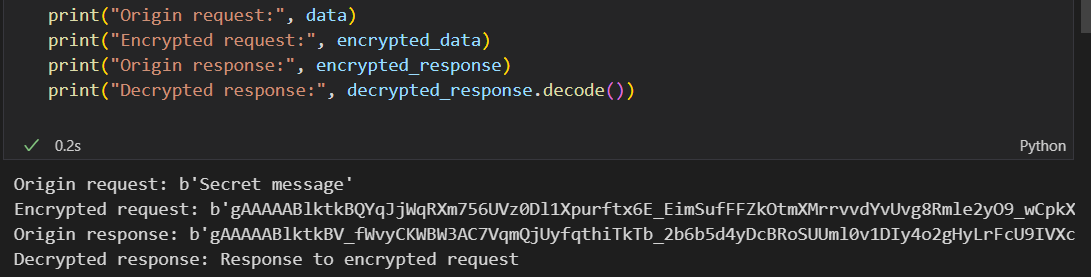 print("Origin request:", data)
print("Encrypted request:", encrypted_data)
print("Origin response:", encrypted_response)
print("Decrypted response:", decrypted_response.decode())
0.2s
Python
Origin request: b'Secret message'
Encrypted request: b'gAAAAABlktkBQYqJjWqRXm756UVz0Dl1Xpurftx6E_EimSufFFZkOtmXMrrvvdYvUvg8Rmle2yO9_wCpkX
Origin response: b'gAAAAABlktkBV_fWvyCKWBW3AC7VqmQjUyfqthiTkTb_2b6b5d4yDcBRoSUUml0v1DIy4o2gHyLrFcU9IVXc
Decrypted response: Response to encrypted request